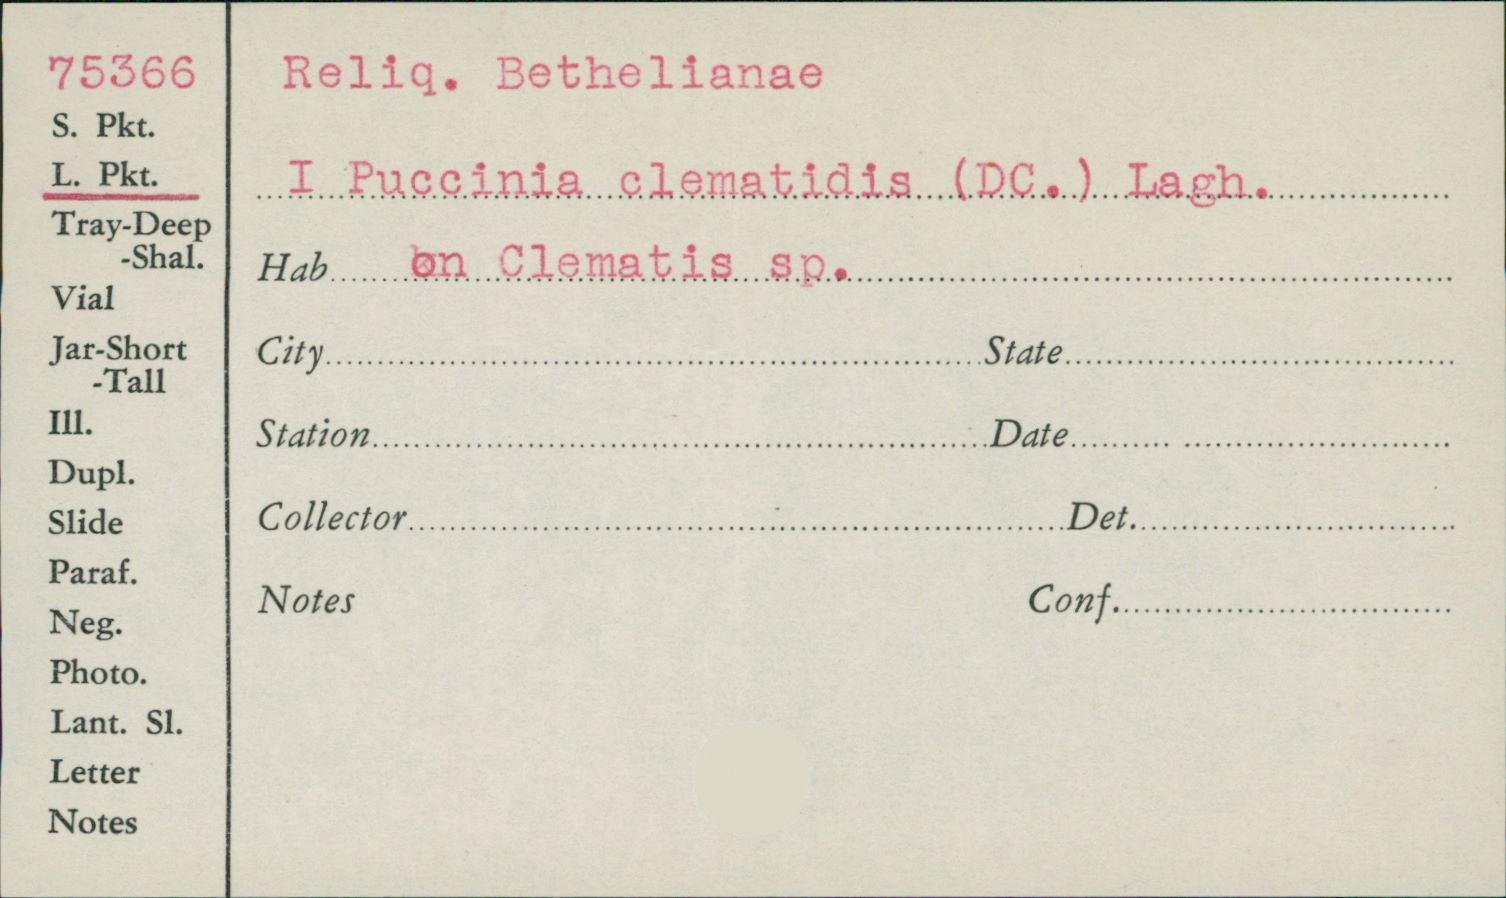 75366
S. Pkt.
L. Pkt.
Tray-Deep
-Shal.
Vial
Jar-Short
-Tall
Ill.
Dupl.
Slide
Paraf.
Neg.
Photo.
Lant. Sl.
Letter
Notes
Reliq. Bethelianae
I Puccinia clematidis (DC.) Lagh.
Hab on Clematis sp.
City State
Station Date
Collector Det.
Notes Conf.